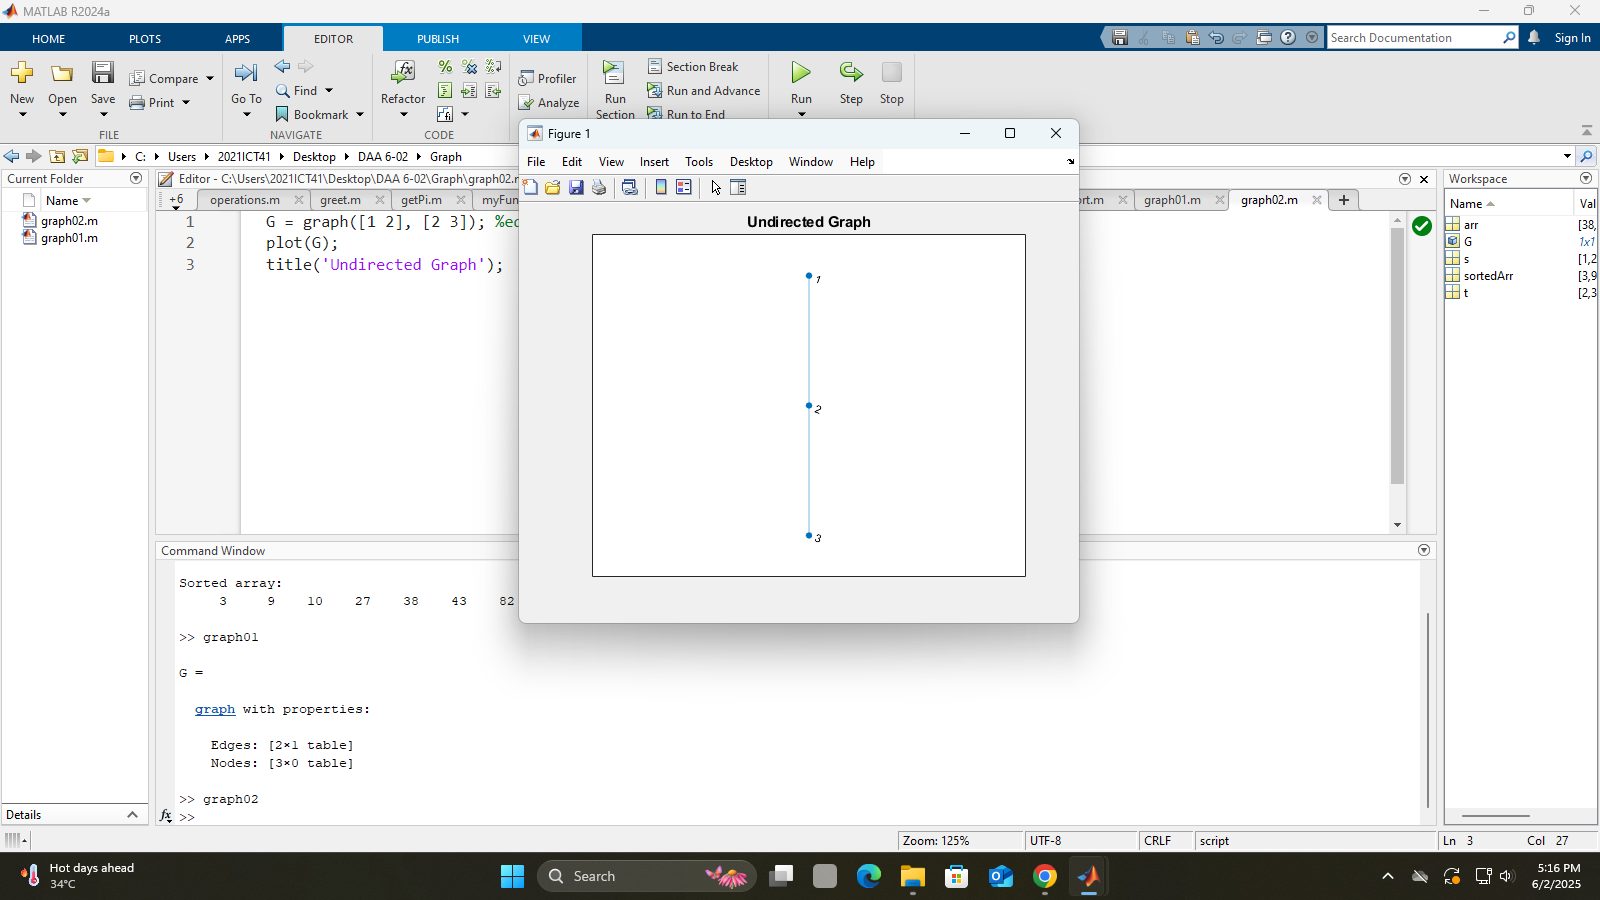 MATLAB R2024a
HOME PLOTS APPS EDITOR PUBLISH VIEW
Search Documentation
Sign In
New Open Save
Compare
Print
FILE
Go To
Find
Bookmark
NAVIGATE
Refactor
CODE
Profiler
Analyze
Run
Section
Section Break
Run and Advance
Run to End
Run Step Stop
C: Users 2021ICT41 Desktop DAA 6-02 Graph
Current Folder
Name
graph02.m
graph01.m
Details
Editor - C:\Users\2021ICT41\Desktop\DAA 6-02\Graph\graph02.
+6 operations.m greet.m getPi.m myFun
ort.m graph01.m graph02.m
1 G = graph([1 2], [2 3]); %ed
2 plot(G);
3 title('Undirected Graph');
Figure 1
File Edit View Insert Tools Desktop Window Help
Undirected Graph
1
2
3
Workspace
Name Val
arr [38,
G 1x1
s [1,2
sortedArr [3,9
t [2,3
Command Window
Sorted array:
3 9 10 27 38 43 82
>> graph01
G =
graph with properties:
Edges: [2×1 table]
Nodes: [3×0 table]
>> graph02
fx >>
Zoom: 125% UTF-8 CRLF script Ln 3 Col 27
Hot days ahead
34°C
Search
5:16 PM
6/2/2025